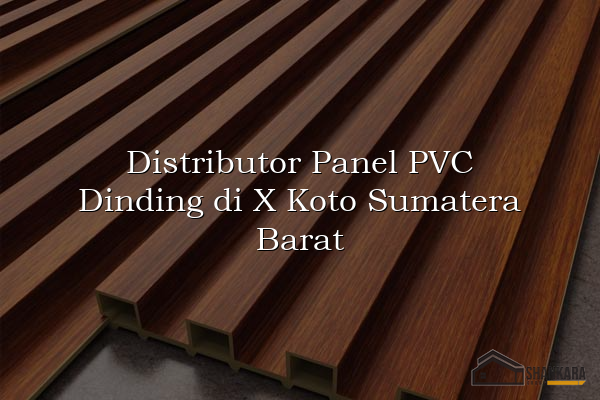 Distributor Panel PVC
Dinding di X Koto Sumatera
Barat